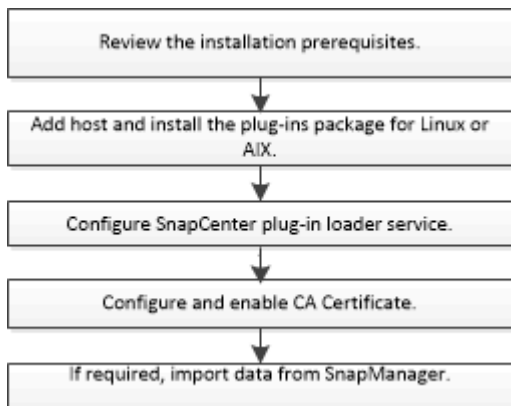 Review the installation prerequisites.
Add host and install the plug-ins package for Linux or
AIX.
Configure SnapCenter plug-in loader service.
Configure and enable CA Certificate.
If required, import data from SnapManager.